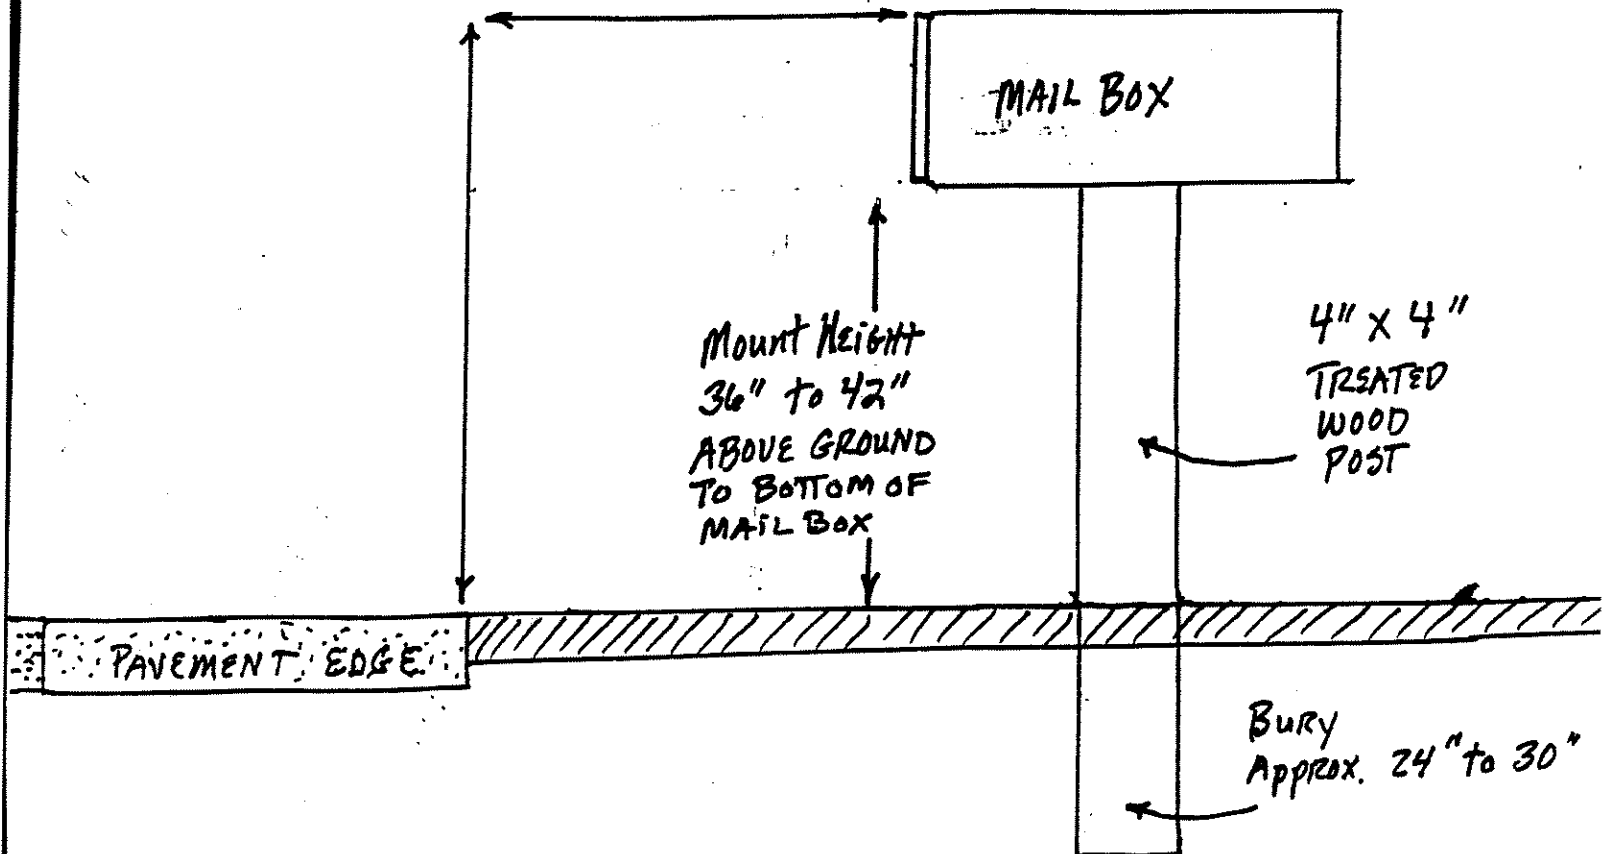 MAIL BOX
Mount HEiGHT
36" to 42"
ABOVE GROUND
To BOTTOM OF
MAiL BOX
4" x 4"
TREATED
WOOD
POST
PAVEMENT EDGE
BURY
APPROX. 24" to 30"